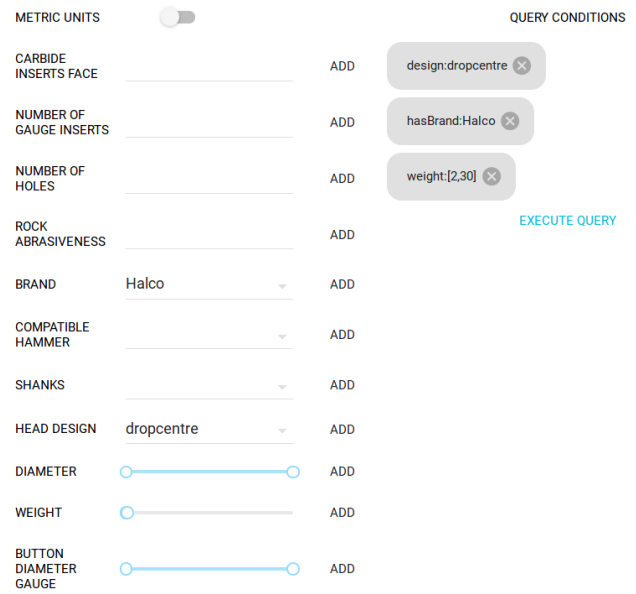 METRIC UNITS
QUERY CONDITIONS
CARBIDE
INSERTS FACE
ADD
design:dropcentre
NUMBER OF
GAUGE INSERTS
ADD
hasBrand:Halco
NUMBER OF
HOLES
ADD
weight:[2,30]
EXECUTE QUERY
ROCK
ABRASIVENESS
ADD
BRAND
Halco
ADD
COMPATIBLE
HAMMER
ADD
SHANKS
ADD
HEAD DESIGN
dropcentre
ADD
DIAMETER
ADD
WEIGHT
ADD
BUTTON
DIAMETER
GAUGE
ADD